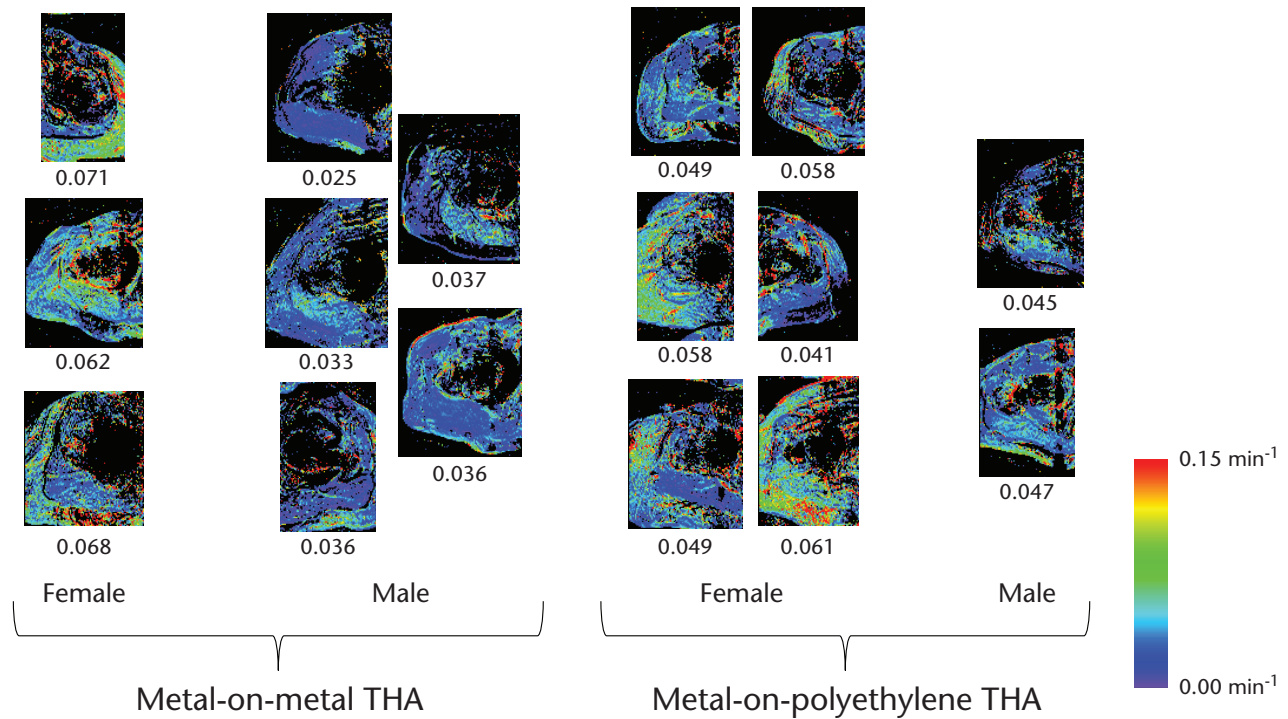 0.071
0.025
0.037
0.062
0.033
0.036
0.068
0.036
Female
Male
Metal-on-metal THA
0.049 0.058
0.045
0.058 0.041
0.047
0.049 0.061
Female
Male
Metal-on-polyethylene THA
0.15 min⁻¹
0.00 min⁻¹